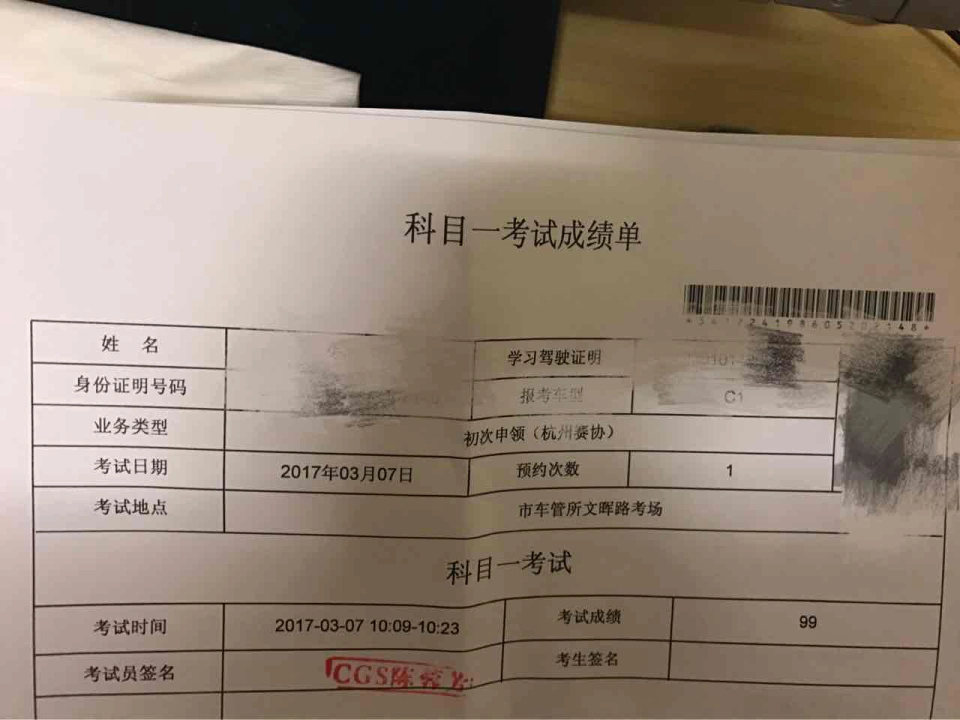 科目一考试成绩单
姓 名
学习驾驶证明
身份证明号码
报考车型 C1
业务类型 初次申领（杭州赛协）
考试日期 2017年03月07日 预约次数 1
考试地点 市车管所文晖路考场
科目一考试
考试时间 2017-03-07 10:09-10:23 考试成绩 99
考试员签名 CGS陈蓉 考生签名